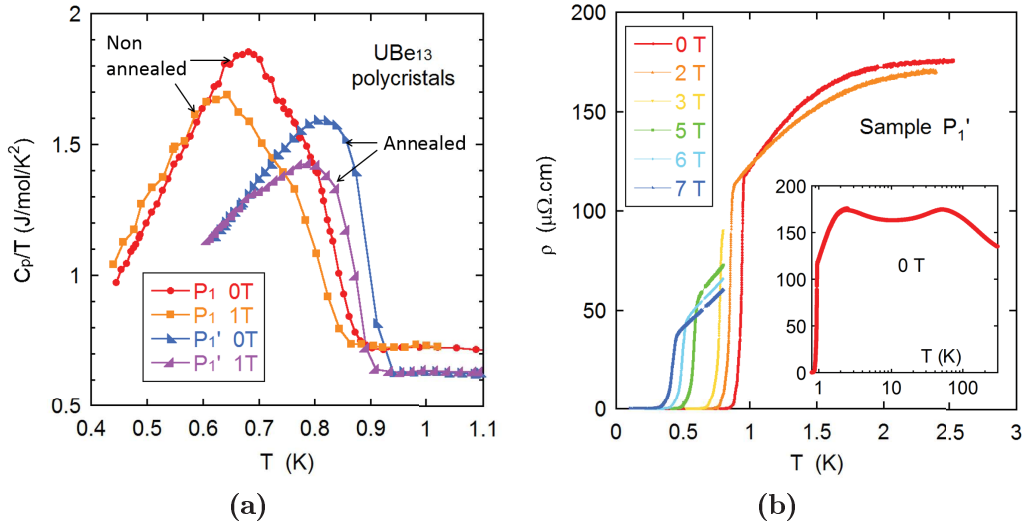 2
1.5
1
0.5
0.4 0.5 0.6 0.7 0.8 0.9 1 1.1
T (K)
Cp/T (J/mol/K²)
Non
annealed
UBe13
polycristals
Annealed
P1 0T
P1 1T
P1' 0T
P1' 1T
(a)
200
150
100
50
0
0 0.5 1 1.5 2 2.5 3
T (K)
ρ (μΩ.cm)
0 T
2 T
3 T
5 T
6 T
7 T
Sample P1'
200
150
100
50
0
0 T
T (K)
1 10 100
(b)